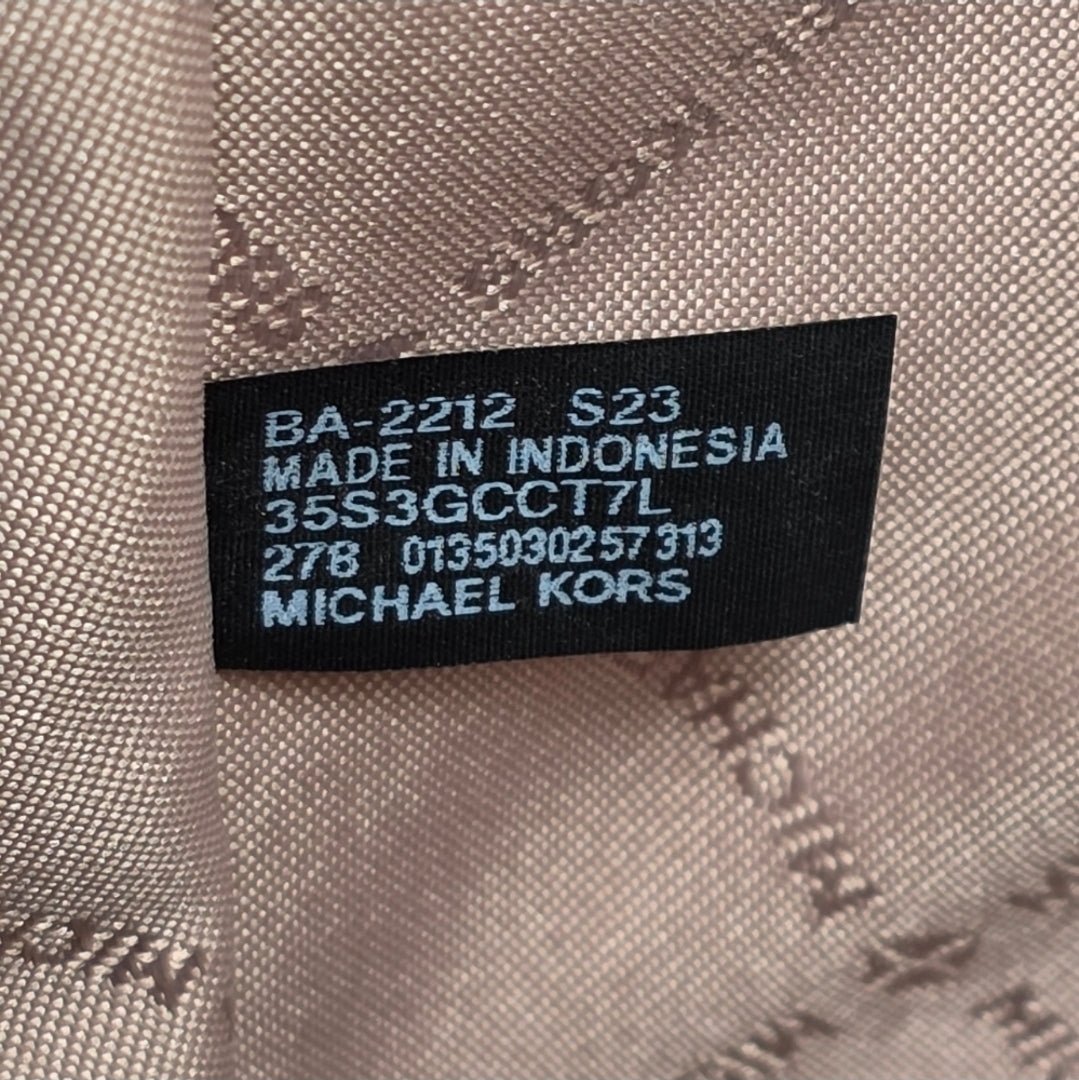 BA-2212 S23
MADE IN INDONESIA
35S3GCCT7L
278 0135030257313
MICHAEL KORS